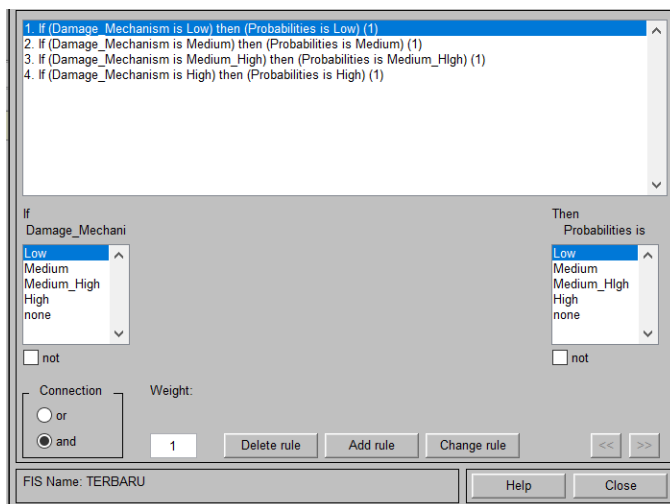 1. If (Damage_Mechanism is Low) then (Probabilities is Low) (1)
2. If (Damage_Mechanism is Medium) then (Probabilities is Medium) (1)
3. If (Damage_Mechanism is Medium_High) then (Probabilities is Medium_HIgh) (1)
4. If (Damage_Mechanism is High) then (Probabilities is High) (1)
If
Then
Damage_Mechani
Probabilities is
Low
Medium
Medium_High
High
none
Low
Medium
Medium_HIgh
High
none
not
not
Connection
or
and
Weight:
1
Delete rule
Add rule
Change rule
<<
>>
FIS Name: TERBARU
Help
Close